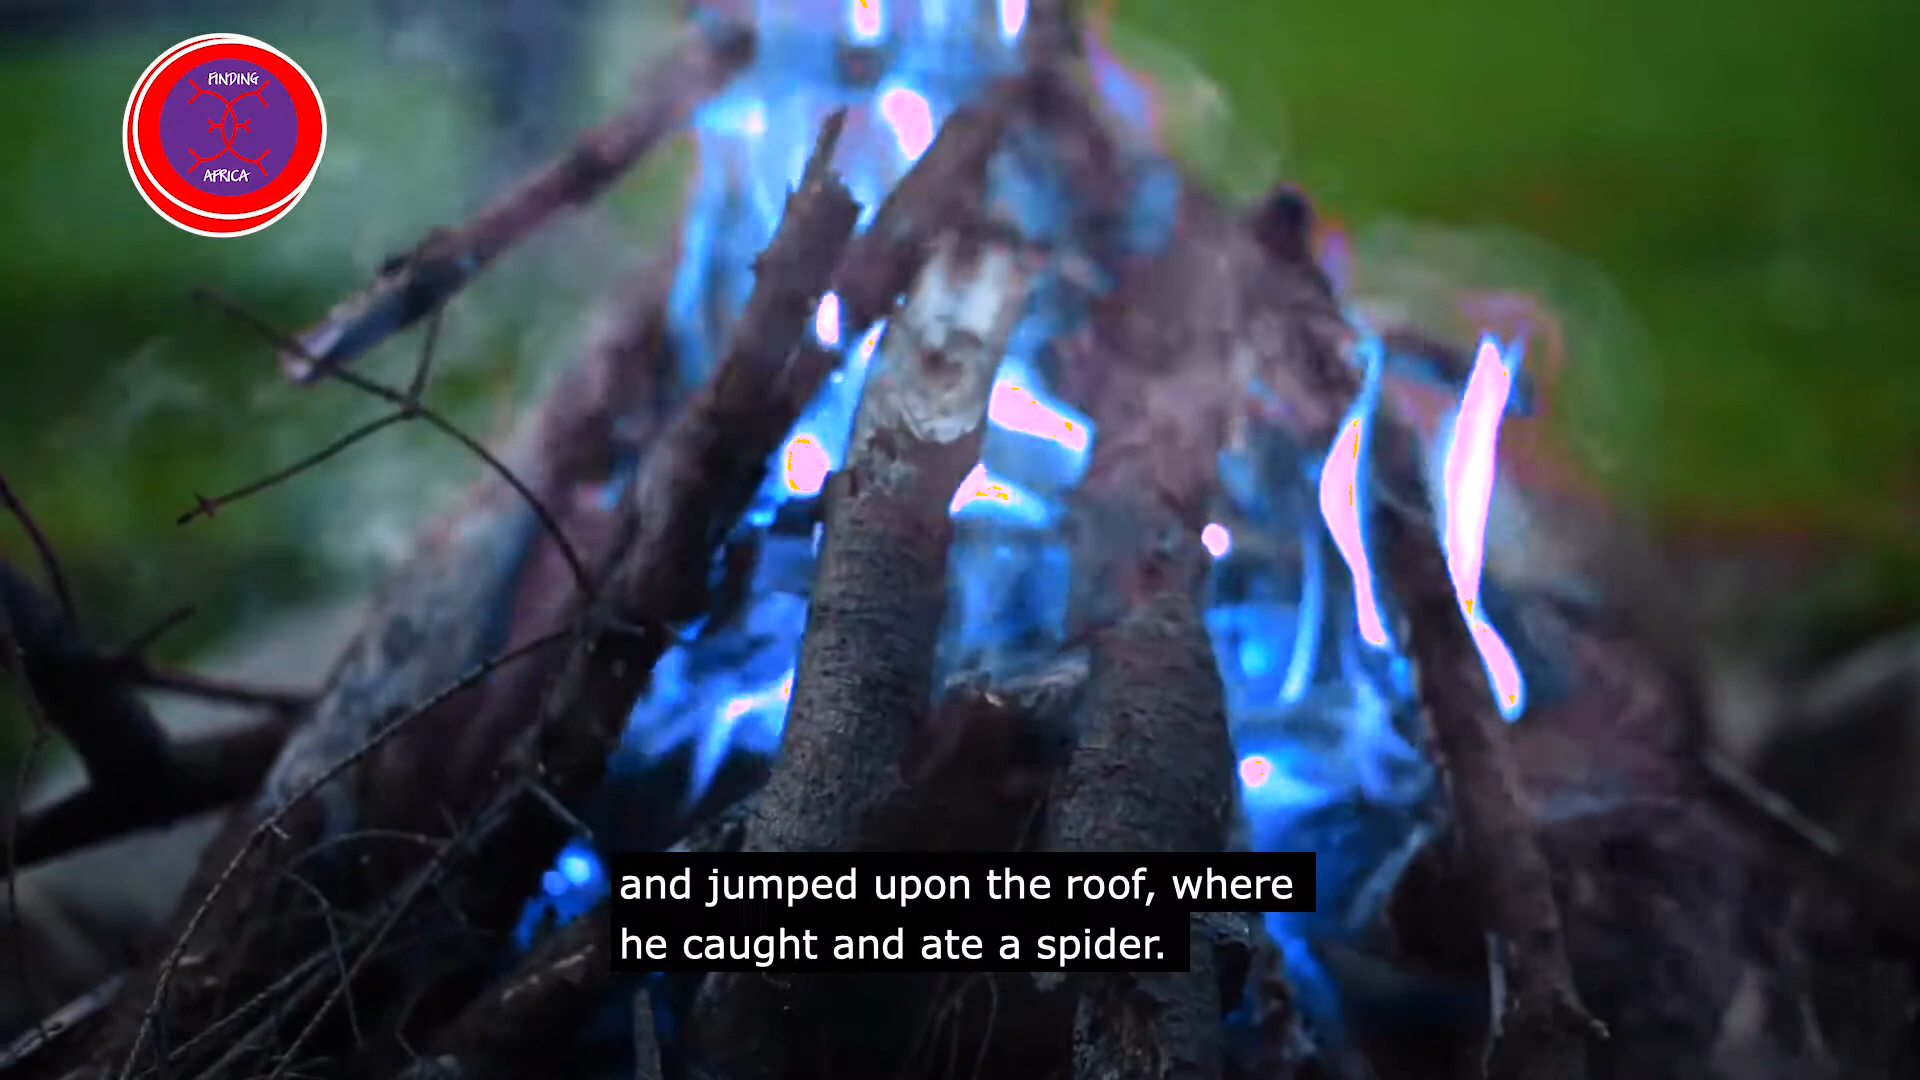 FINDING
AFRICA
and jumped upon the roof, where
he caught and ate a spider.